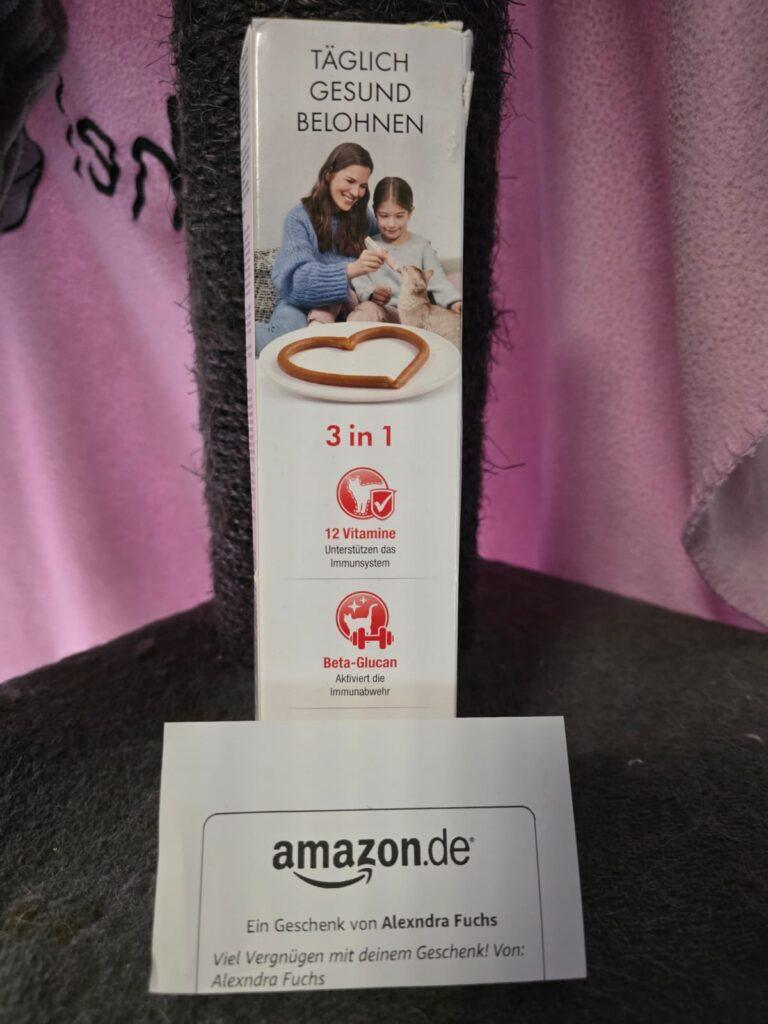 TÄGLICH
GESUND
BELOHNEN
3 in 1
12 Vitamine
Unterstützen das
Immunsystem
Beta-Glucan
Aktiviert die
Immunabwehr
amazon.de
Ein Geschenk von Alexndra Fuchs
Viel Vergnügen mit deinem Geschenk! Von:
Alexndra Fuchs